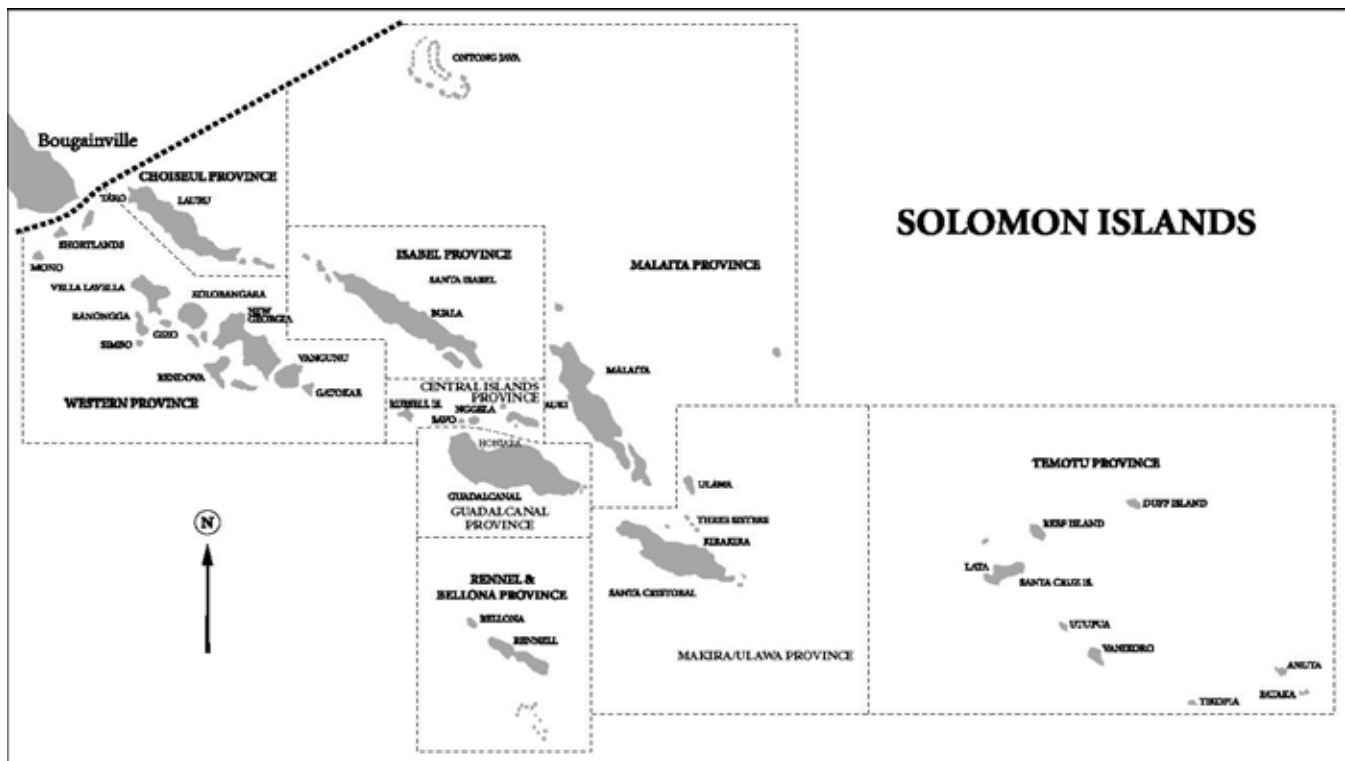 ONTONG JAVA
Bougainville
CHOISEUL PROVINCE
TARO
LAURU
SOLOMON ISLANDS
SHORTLANDS
ISABEL PROVINCE
MALAITA PROVINCE
MONO
SANTA ISABEL
VELLA LAVELLA
KOLOBANGARA
NEW
GEORGIA
BUALA
RANONGGA
GIZO
SIMBO
VANGUNU
MALAITA
RENDOVA
GATOKAE
CENTRAL ISLANDS
PROVINCE
WESTERN PROVINCE
RUSSELL IS.
NGGELA
AUKI
SAVO
HONIARA
TEMOTU PROVINCE
ULAWA
GUADALCANAL
DUFF ISLAND
GUADALCANAL
PROVINCE
N
THREE SISTERS
REEF ISLAND
KIRAKIRA
LATA
RENNEL &
BELLONA PROVINCE
SANTA CRUZ IS.
SANTA CRISTOBAL
BELLONA
UTUPUA
RENNELL
VANIKORO
MAKIRA/ULAWA PROVINCE
ANUTA
TIKOPIA